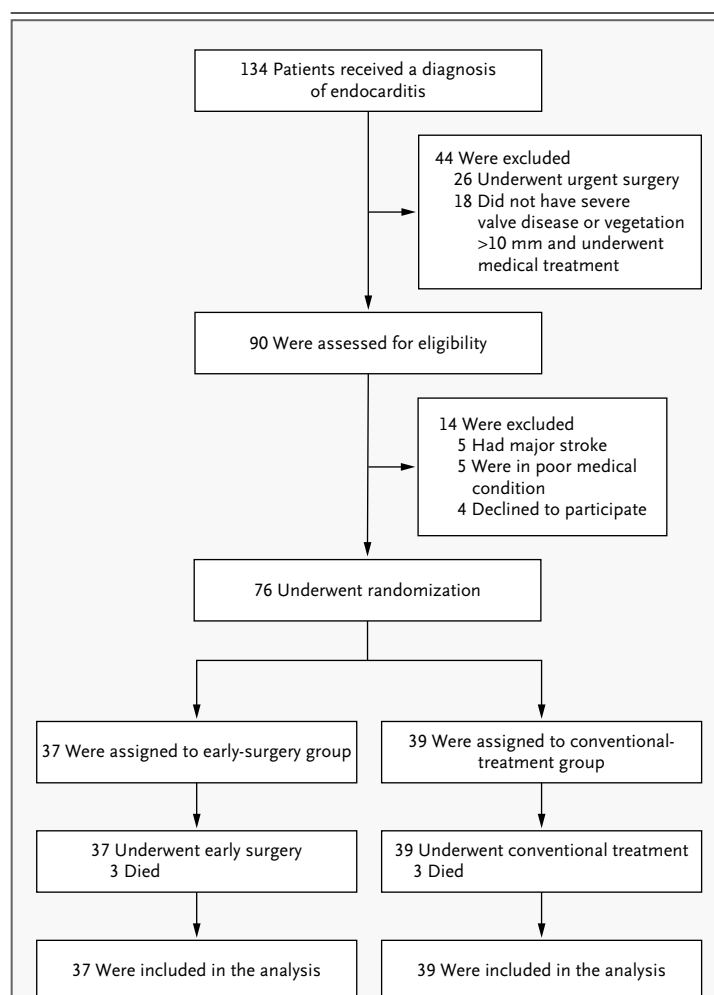 134 Patients received a diagnosis
of endocarditis
44 Were excluded
26 Underwent urgent surgery
18 Did not have severe
valve disease or vegetation
>10 mm and underwent
medical treatment
90 Were assessed for eligibility
14 Were excluded
5 Had major stroke
5 Were in poor medical
condition
4 Declined to participate
76 Underwent randomization
37 Were assigned to early-surgery group
39 Were assigned to conventional-
treatment group
37 Underwent early surgery
3 Died
39 Underwent conventional treatment
3 Died
37 Were included in the analysis
39 Were included in the analysis